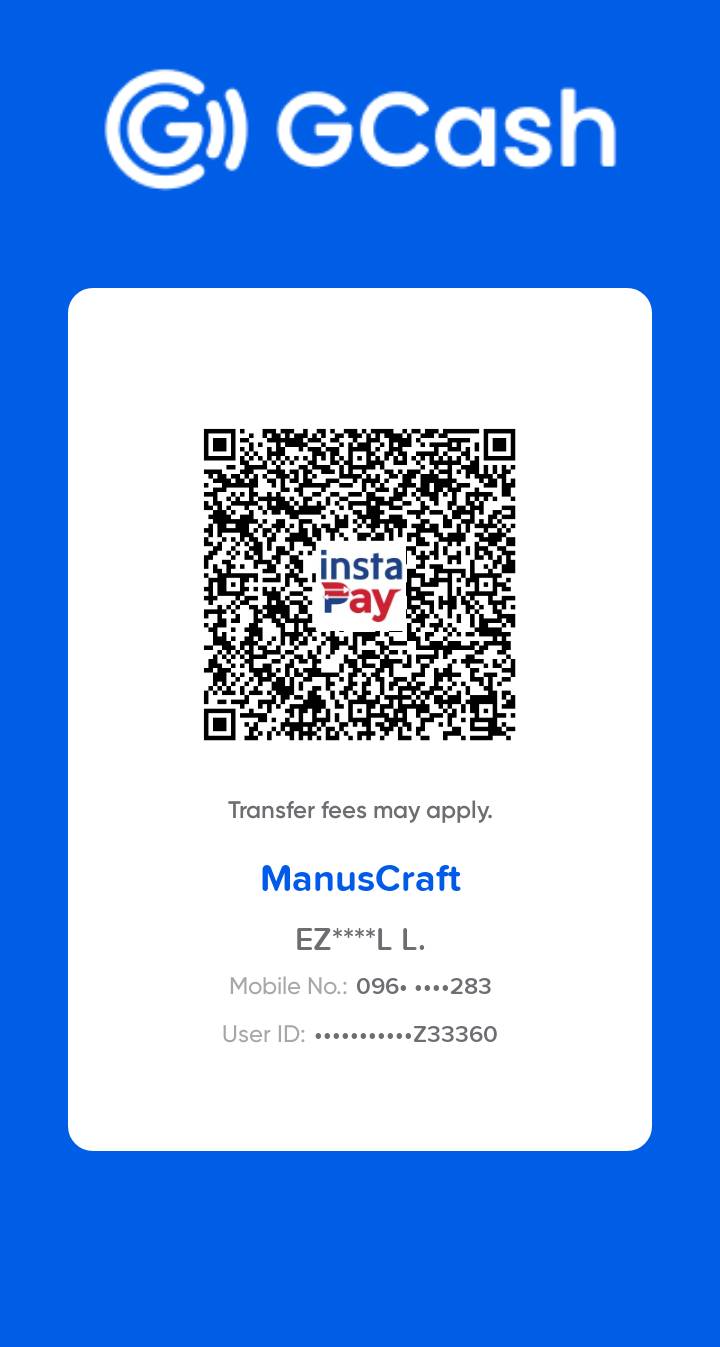 GCash
insta
Pay
Transfer fees may apply.
ManusCraft
EZ****L L.
Mobile No.: 096• ••••283
User ID: •••••••••••Z33360